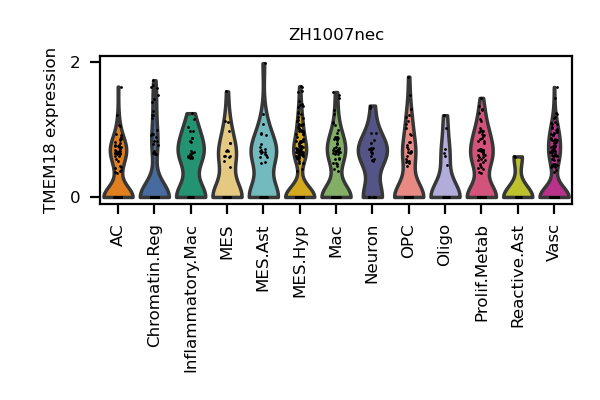 ZH1007nec
TMEM18 expression
2
0
AC
Chromatin.Reg
Inflammatory.Mac
MES
MES.Ast
MES.Hyp
Mac
Neuron
OPC
Oligo
Prolif.Metab
Reactive.Ast
Vasc